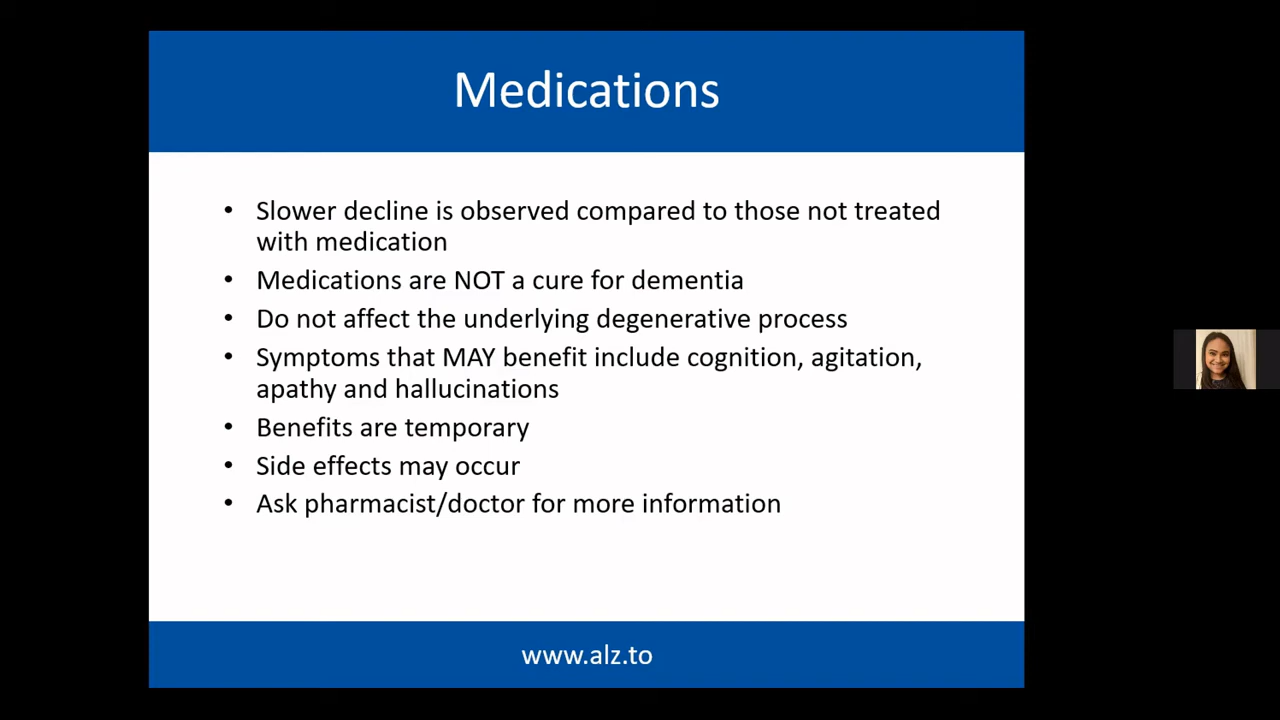 Medications
• Slower decline is observed compared to those not treated
with medication
• Medications are NOT a cure for dementia
• Do not affect the underlying degenerative process
• Symptoms that MAY benefit include cognition, agitation,
apathy and hallucinations
• Benefits are temporary
• Side effects may occur
• Ask pharmacist/doctor for more information
www.alz.to